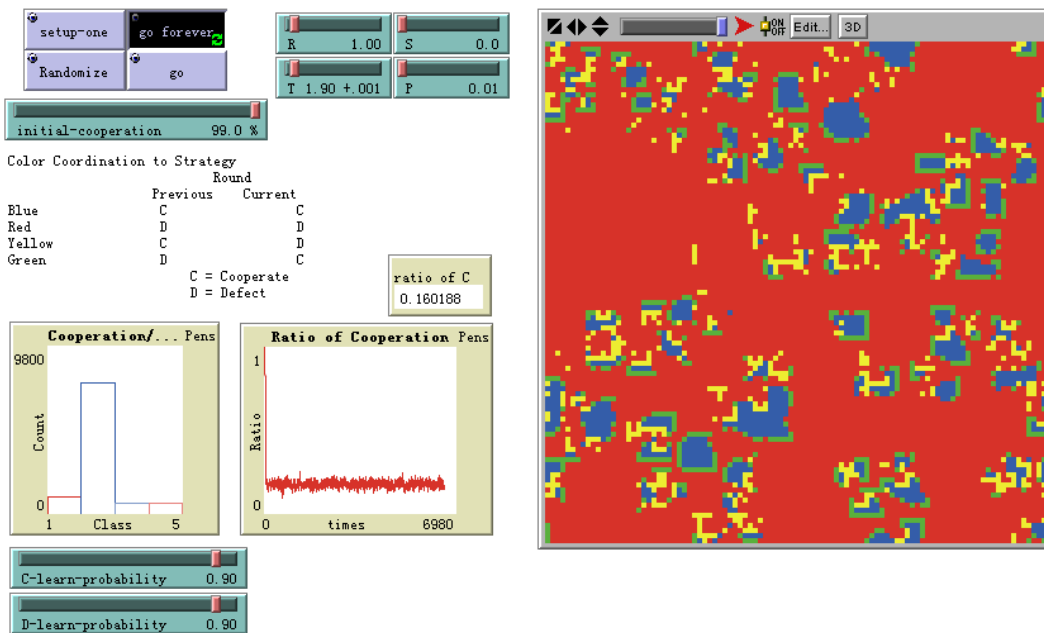 setup-one go forever
Randomize go
R 1.00 S 0.0
T 1.90 +.001 P 0.01
initial-cooperation 99.0 %
ON
OFF
Edit... 3D
Color Coordination to Strategy
Round
Previous Current
Blue C C
Red D D
Yellow C D
Green D C
C = Cooperate
D = Defect
ratio of C
0.160188
Cooperation/... Pens
9800
Count
0
1 Class 5
Ratio of Cooperation Pens
1
Ratio
0
0 times 6980
C-learn-probability 0.90
D-learn-probability 0.90